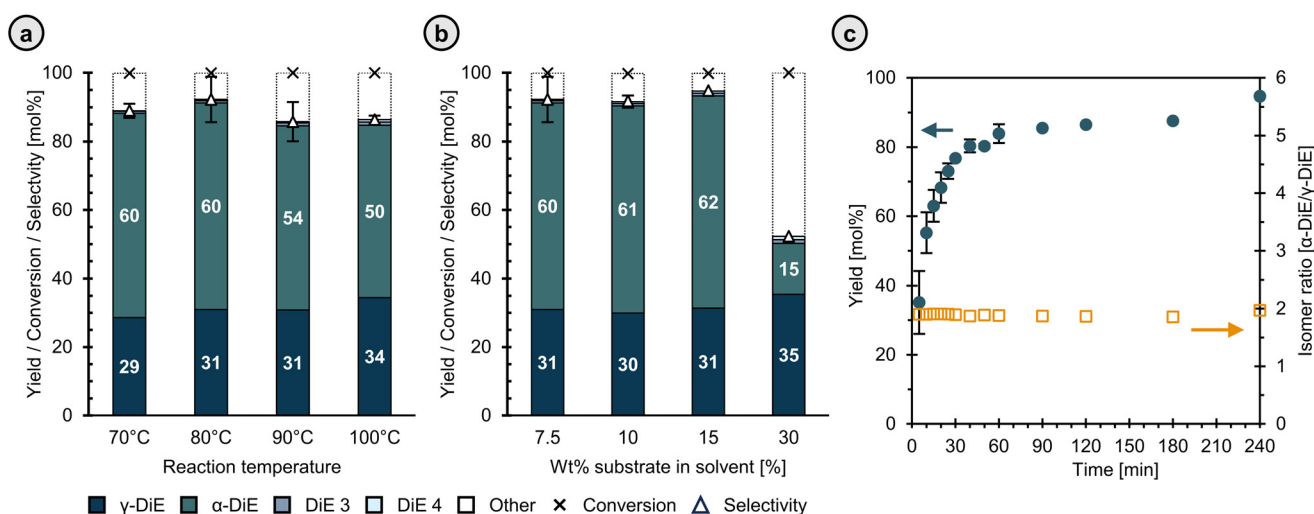 a
Yield / Conversion / Selectvity [mol%]
100
80
60
40
20
0
60
60
54
50
29
31
31
34
70°C
80°C
90°C
100°C
Reaction temperature
b
Yield / Conversion / Selectvity [mol%]
100
80
60
40
20
0
60
61
62
15
31
30
31
35
7.5
10
15
30
Wt% substrate in solvent [%]
γ-DiE
α-DiE
DiE 3
DiE 4
Other
Conversion
Selectivity
c
Yield [mol%]
100
80
60
40
20
0
6
5
4
3
2
1
0
Isomer ratio [α-DiE/γ-DiE]
0
30
60
90
120
150
180
210
240
Time [min]